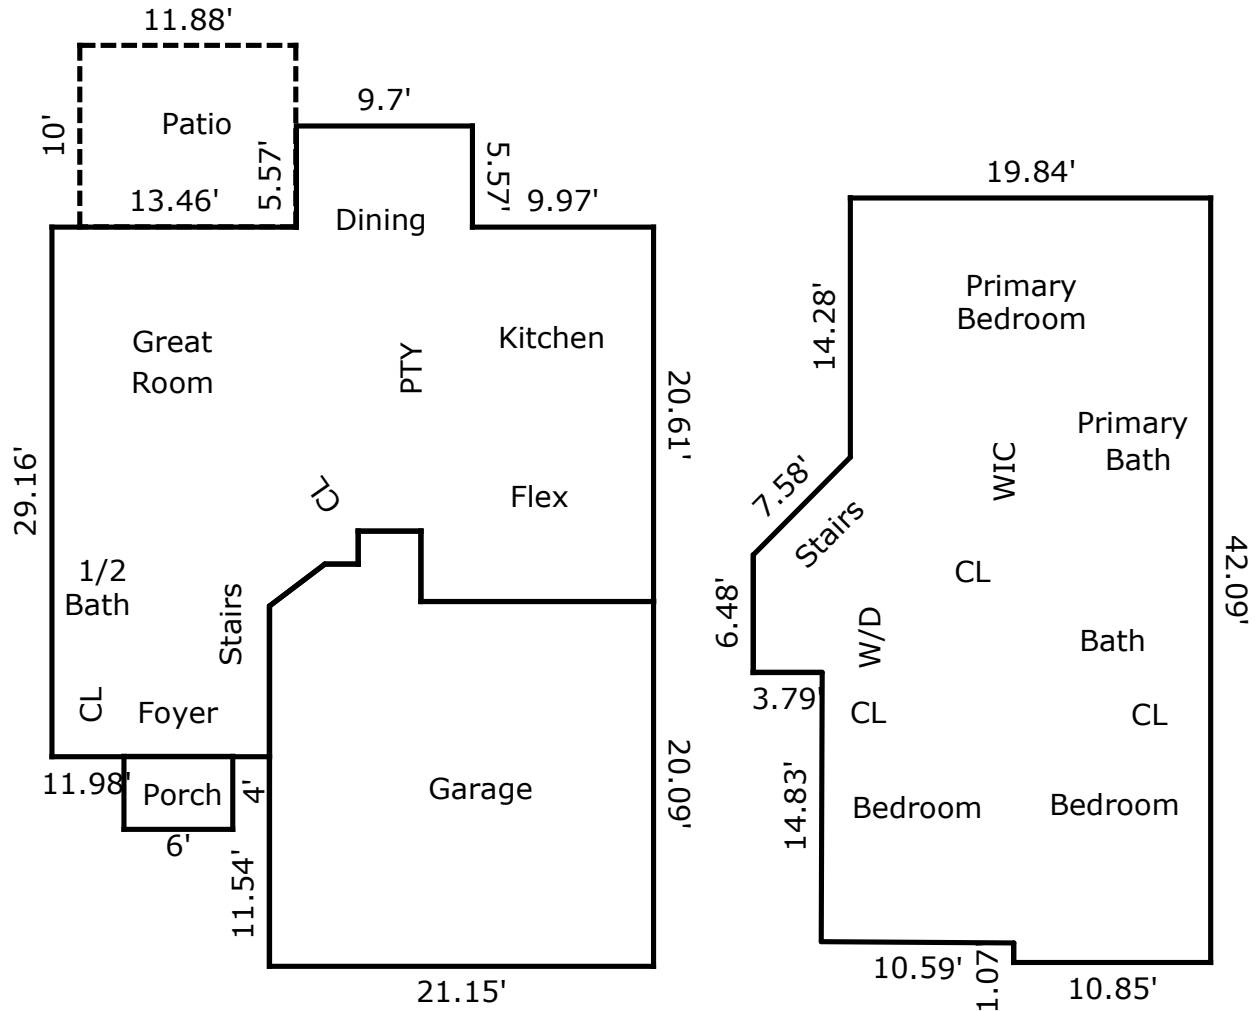 11.88'
10'
Patio
9.7'
5.57'
5.57'
13.46'
9.97'
Dining
Great
Room
PTY
Kitchen
20.61'
29.16'
CL
Flex
1/2
Bath
Stairs
CL
Foyer
11.98'
Porch
4'
6'
Garage
20.09'
11.54'
21.15'
19.84'
14.28'
Primary
Bedroom
Primary
Bath
WIC
7.58'
Stairs
CL
42.09'
6.48'
W/D
Bath
3.79'
CL
CL
14.83'
Bedroom
Bedroom
10.59'
1.07
10.85'